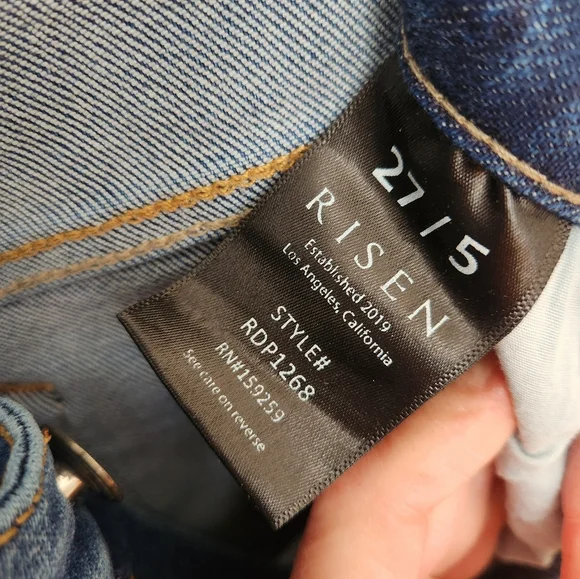 27 / 5
RISEN
Established 2019
Los Angeles, California
STYLE#
RDP1268
RN#159259
See care on reverse